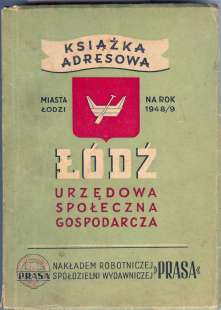 KSIĄŻKA
ADRESOWA
MIASTA
ŁODZI
NA ROK
1948/9
ŁÓDŹ
URZĘDOWA
SPOŁECZNA
GOSPODARCZA
PRASA
NAKŁADEM ROBOTNICZEJ
SPÓŁDZIELNI WYDAWNICZEJ „PRASA“